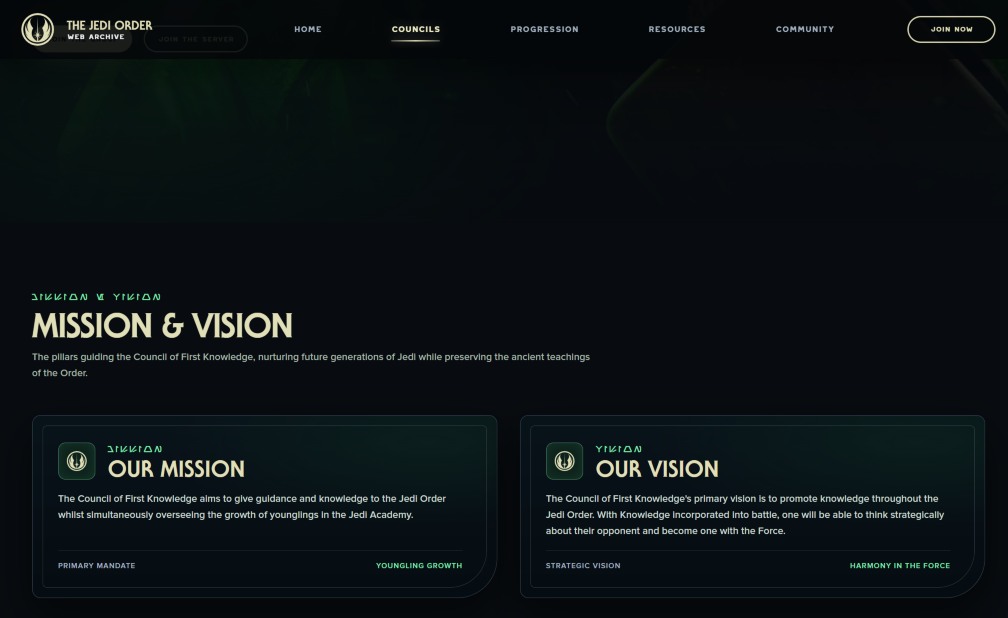 THE JEDI ORDER
WEB ARCHIVE
HOME
COUNCILS
PROGRESSION
RESOURCES
COMMUNITY
JOIN NOW
JOIN THE SERVER
MISSION & VISION
The pillars guiding the Council of First Knowledge, nurturing future generations of Jedi while preserving the ancient teachings
of the Order.
OUR MISSION
The Council of First Knowledge aims to give guidance and knowledge to the Jedi Order
whilst simultaneously overseeing the growth of younglings in the Jedi Academy.
PRIMARY MANDATE
YOUNGLING GROWTH
OUR VISION
The Council of First Knowledge's primary vision is to promote knowledge throughout the
Jedi Order. With Knowledge incorporated into battle, one will be able to think strategically
about their opponent and become one with the Force.
STRATEGIC VISION
HARMONY IN THE FORCE